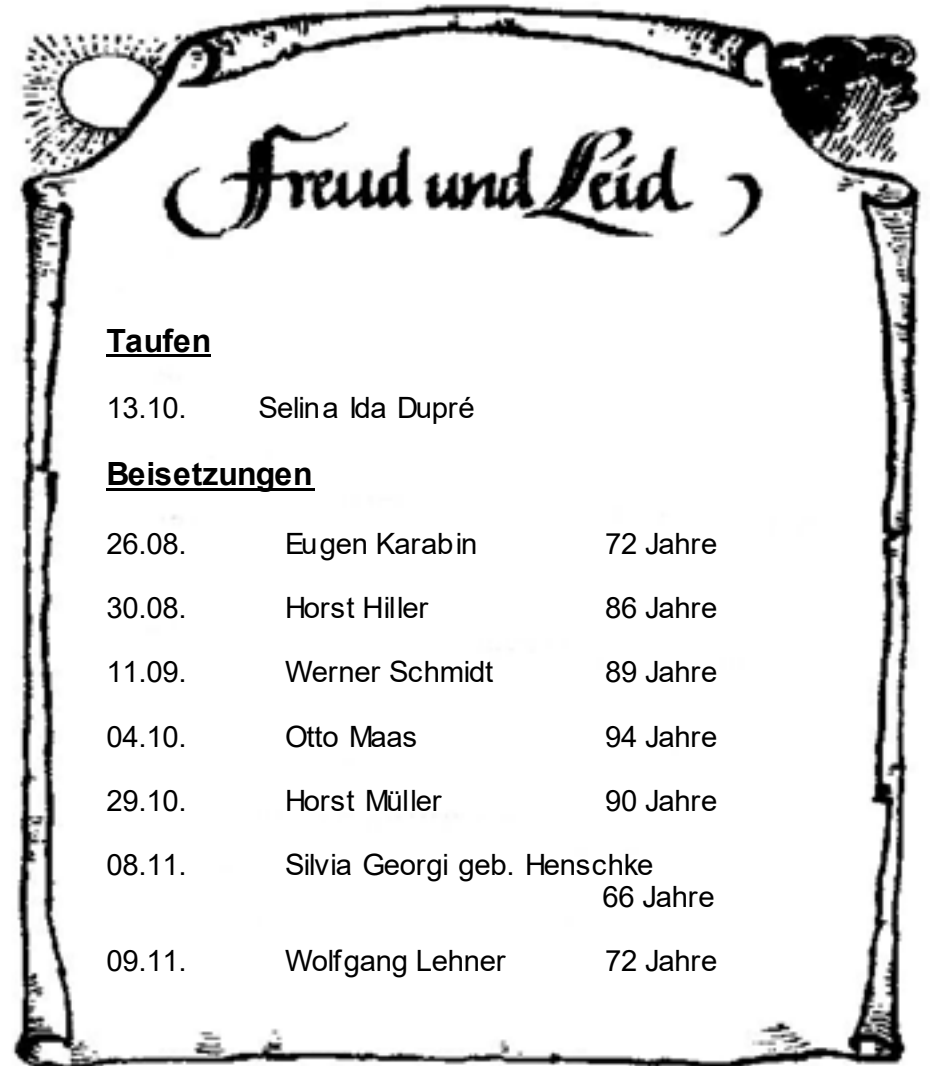 Freud und Leid
Taufen
13.10. Selina Ida Dupré
Beisetzungen
26.08. Eugen Karabin 72 Jahre
30.08. Horst Hiller 86 Jahre
11.09. Werner Schmidt 89 Jahre
04.10. Otto Maas 94 Jahre
29.10. Horst Müller 90 Jahre
08.11. Silvia Georgi geb. Henschke
66 Jahre
09.11. Wolfgang Lehner 72 Jahre